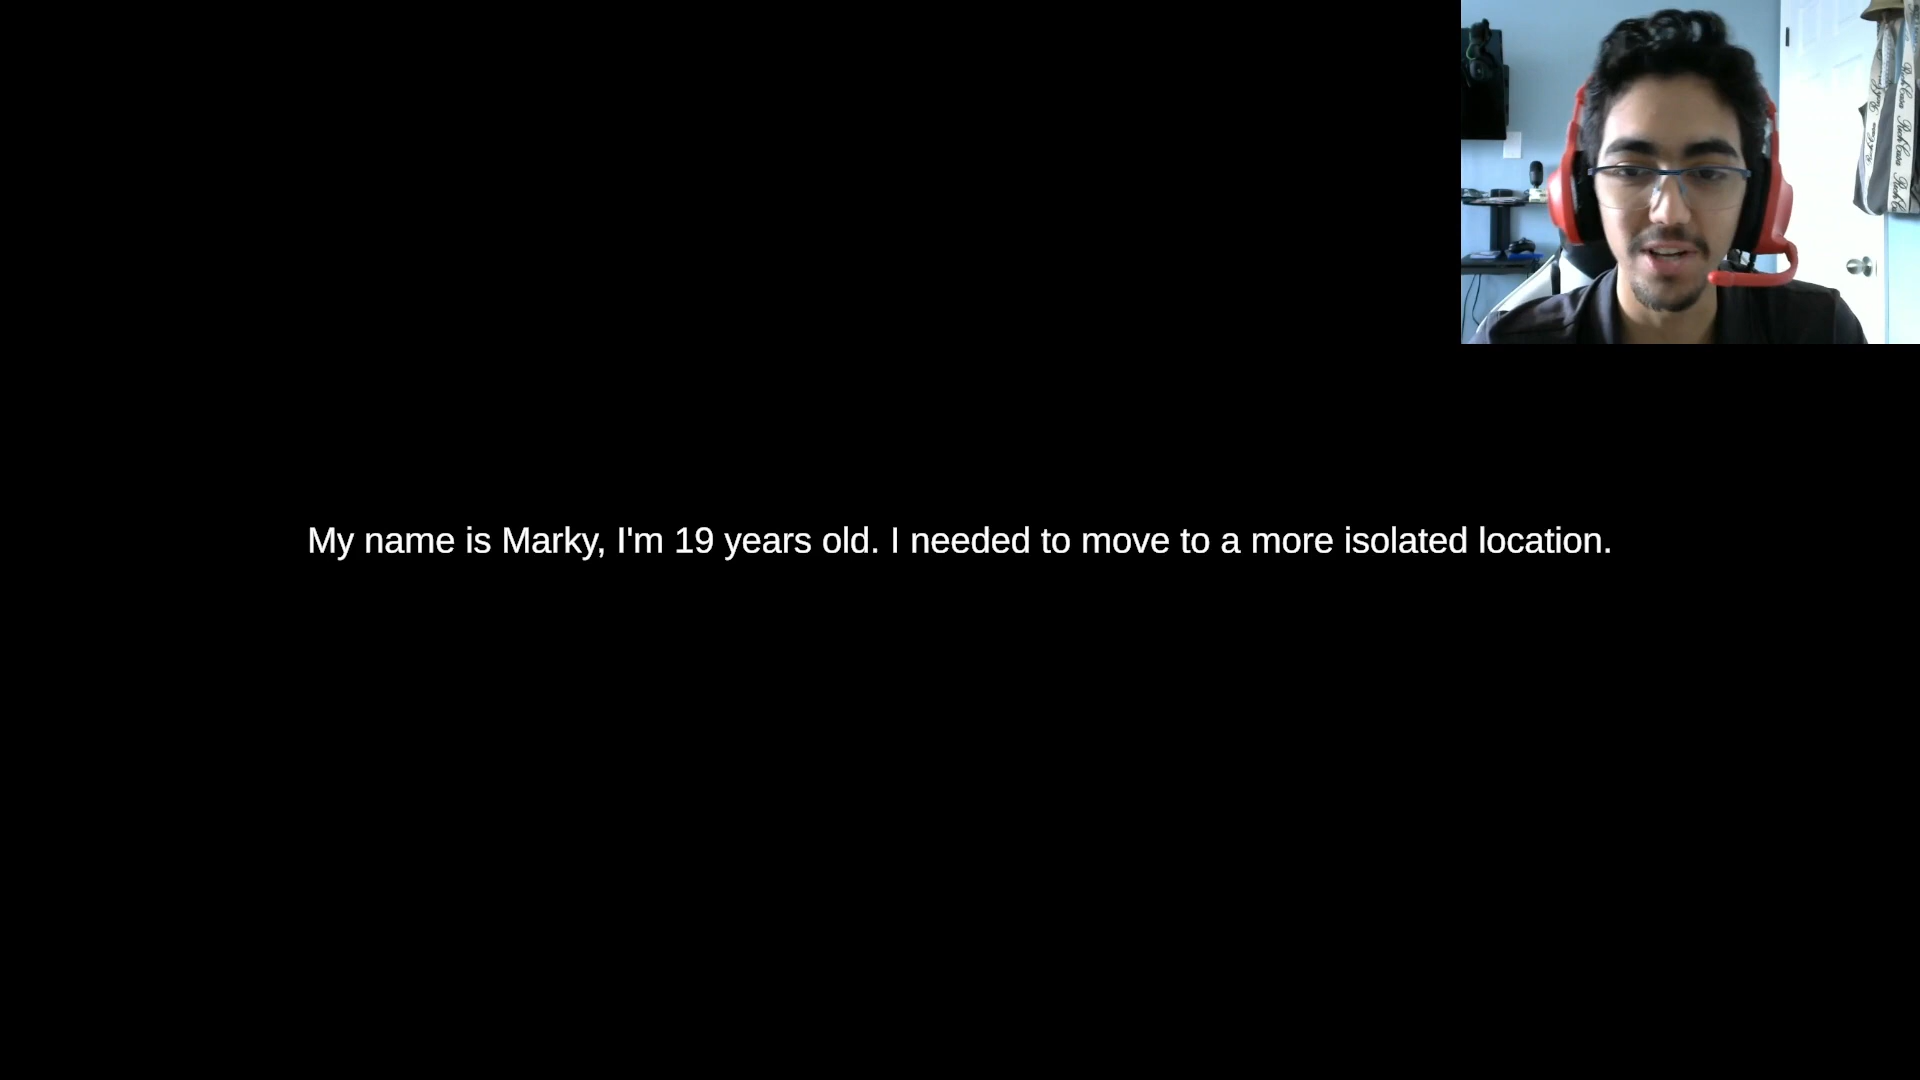 My name is Marky, I'm 19 years old. I needed to move to a more isolated location.